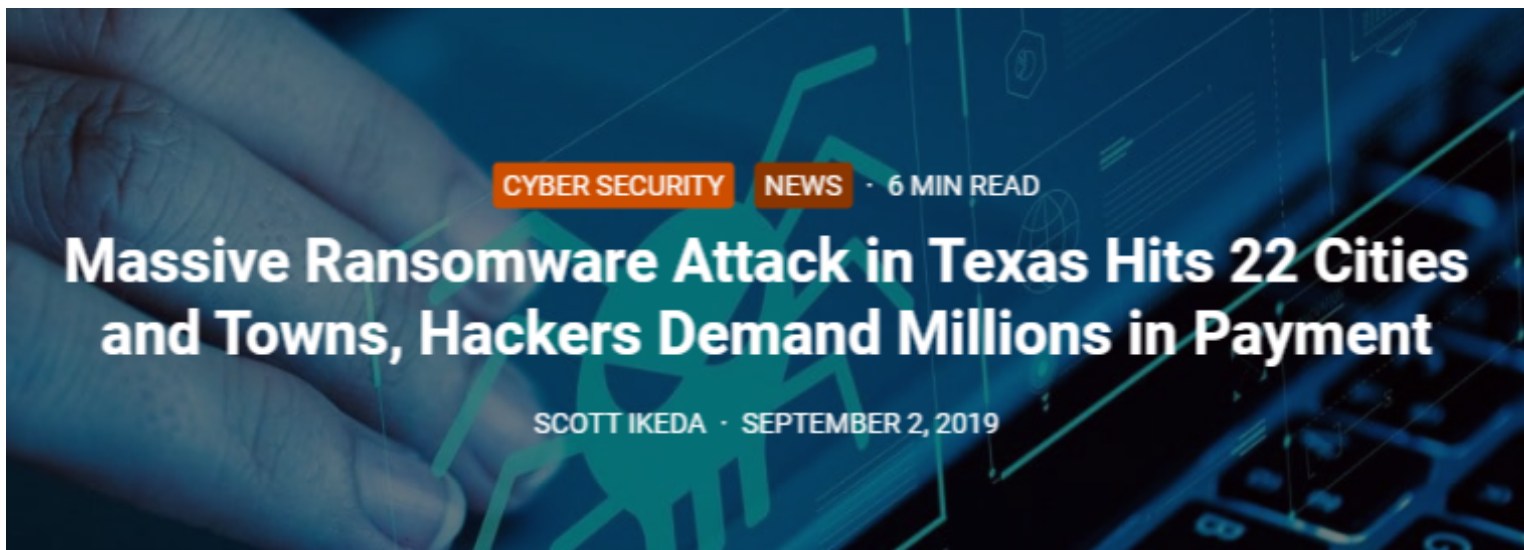 CYBER SECURITY NEWS · 6 MIN READ
Massive Ransomware Attack in Texas Hits 22 Cities
and Towns, Hackers Demand Millions in Payment
SCOTT IKEDA · SEPTEMBER 2, 2019